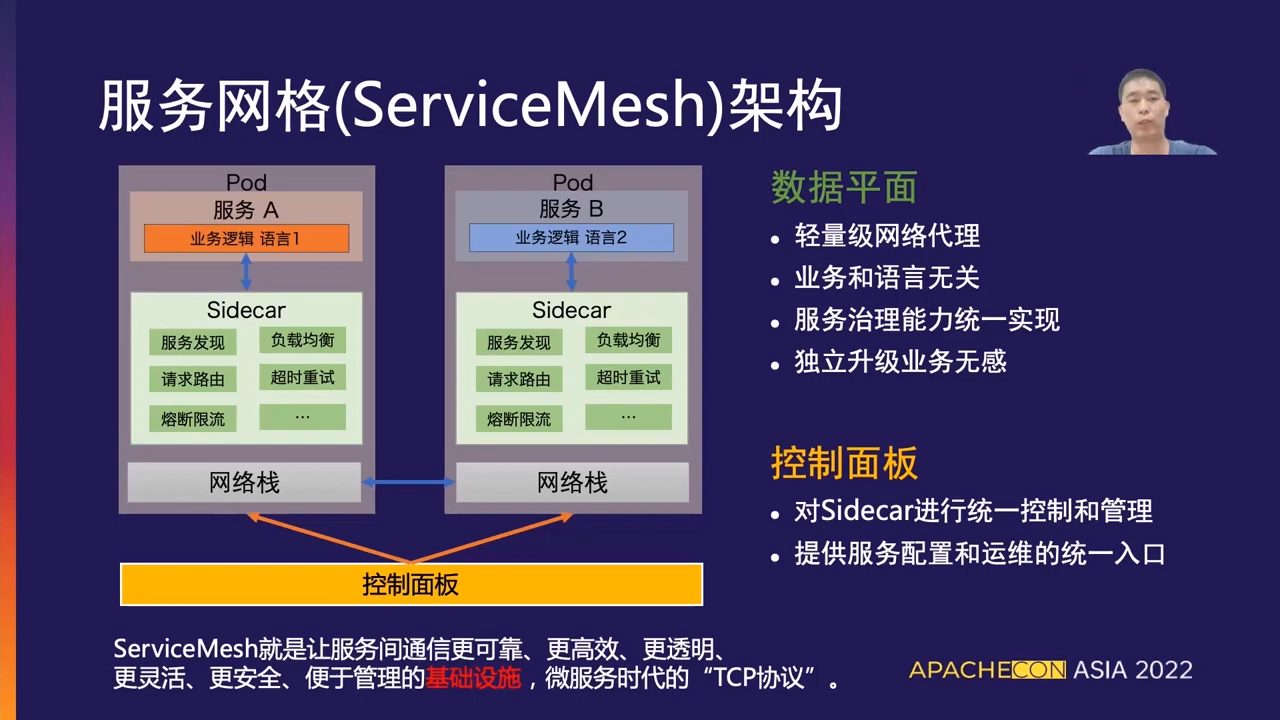 服务网格(ServiceMesh)架构
Pod
服务 A
业务逻辑 语言1
Sidecar
服务发现
负载均衡
请求路由
超时重试
熔断限流
...
网络栈
Pod
服务 B
业务逻辑 语言2
Sidecar
服务发现
负载均衡
请求路由
超时重试
熔断限流
...
网络栈
控制面板
数据平面
• 轻量级网络代理
• 业务和语言无关
• 服务治理能力统一实现
• 独立升级业务无感
控制面板
• 对Sidecar进行统一控制和管理
• 提供服务配置和运维的统一入口
ServiceMesh就是让服务间通信更可靠、更高效、更透明、
更灵活、更安全、便于管理的基础设施，微服务时代的“TCP协议”。
APACHECON ASIA 2022